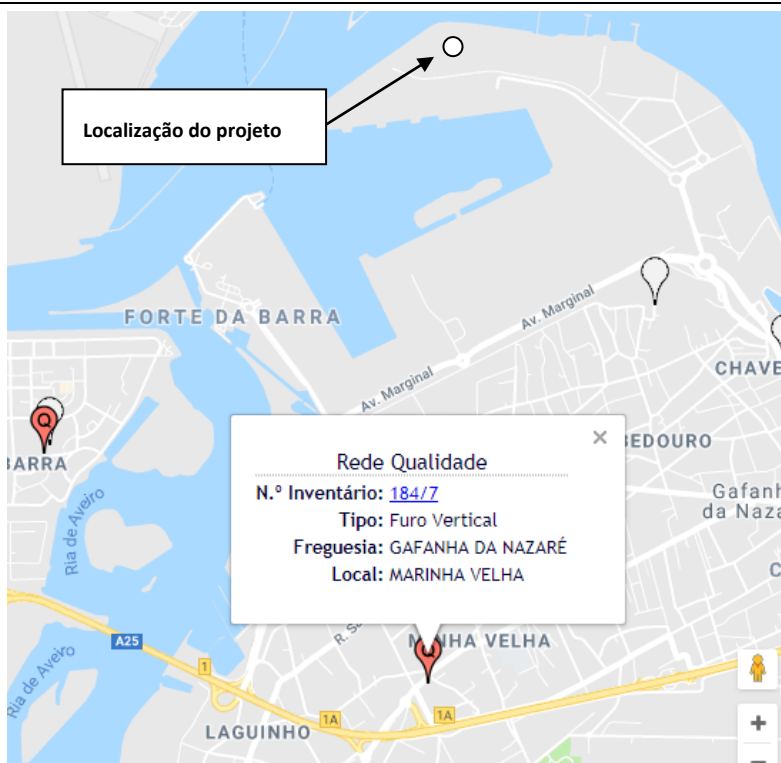 Localização do projeto
FORTE DA BARRA
Av. Marginal
Av. Marginal
CHAVE
Q
BARRA
BEDOURO
Gafanh
da Naza
Ria de Aveiro
×
Rede Qualidade
N.º Inventário: 184/7
Tipo: Furo Vertical
Freguesia: GAFANHA DA NAZARÉ
Local: MARINHA VELHA
A25
R. S
NHA VELHA
Q
1
1A
1A
Ria de Aveiro
LAGUINHO
+
−